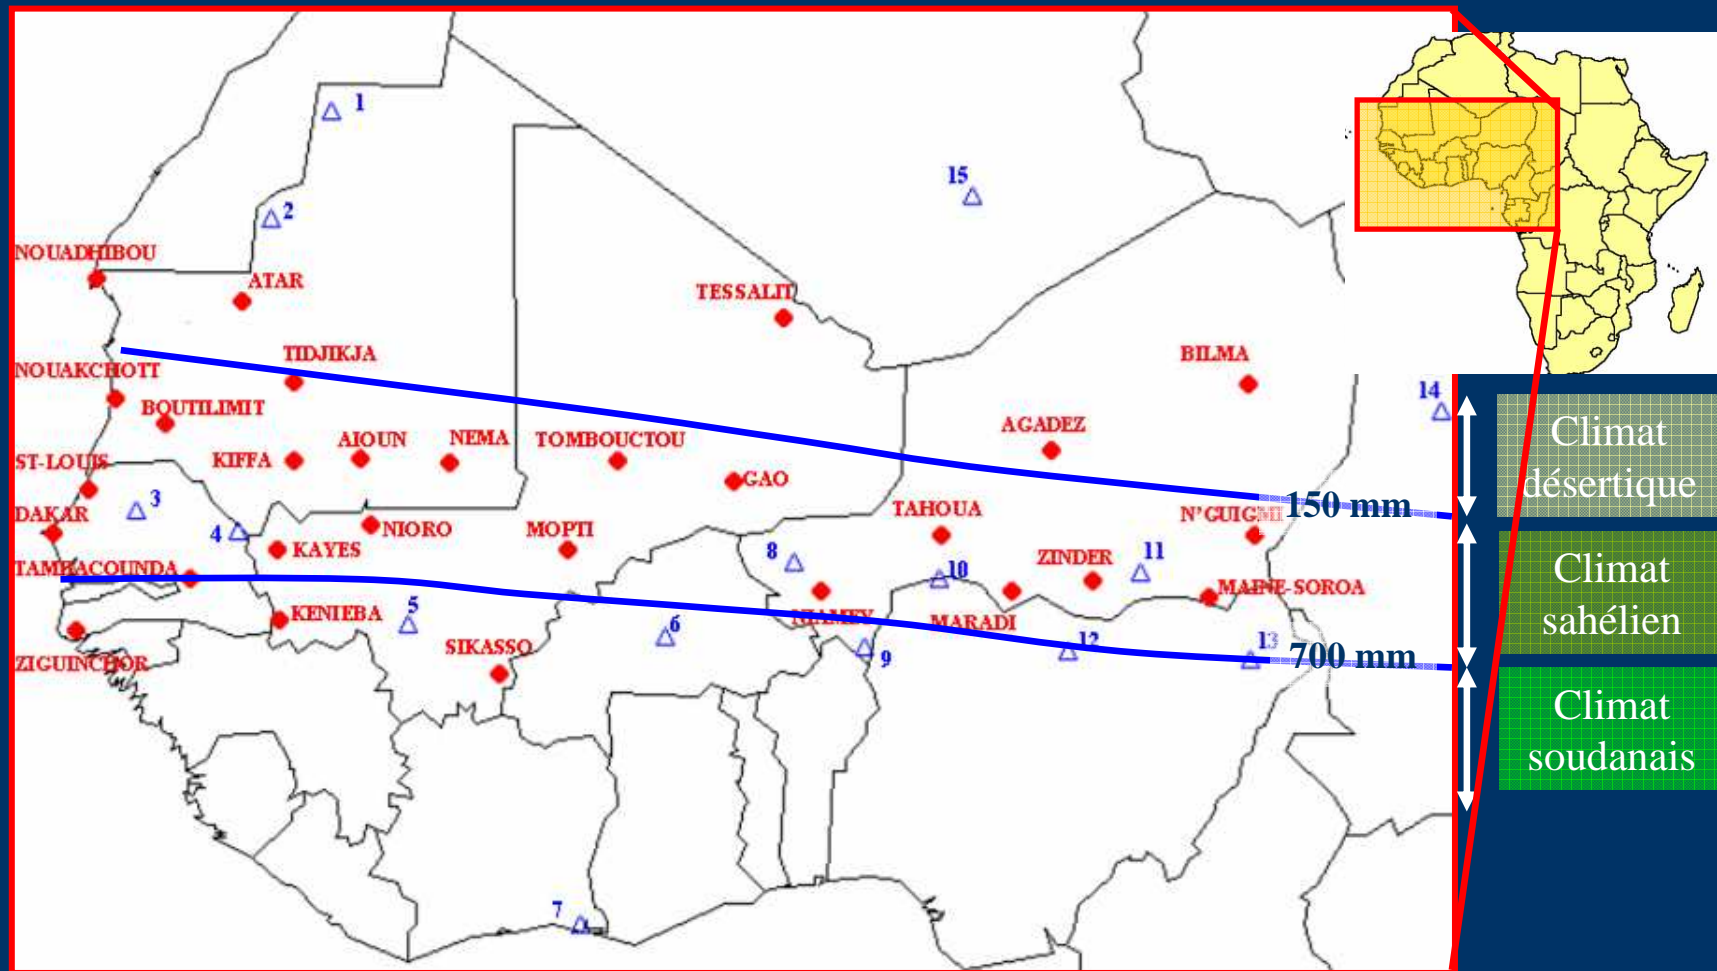 1
15
2
NOUADHIBOU
ATAR
TESSALIT
TIDJIKJA
BILMA
NOUAKCHOTT
14
BOUTILIMIT
AGADEZ
Climat
désertique
AIOUN
NEMA
TOMBOUCTOU
ST-LOUIS
KIFFA
GAO
3
150 mm
DAKAR
TAHOUA
N'GUIGMI
4
NIORO
MOPTI
KAYES
8
11
ZINDER
Climat
sahélien
TAMBACOUNDA
10
MAINE-SOROA
5
KENIEBA
NIAMEY
MARADI
6
12
13
700 mm
SIKASSO
9
ZIGUINCHOR
Climat
soudanais
7